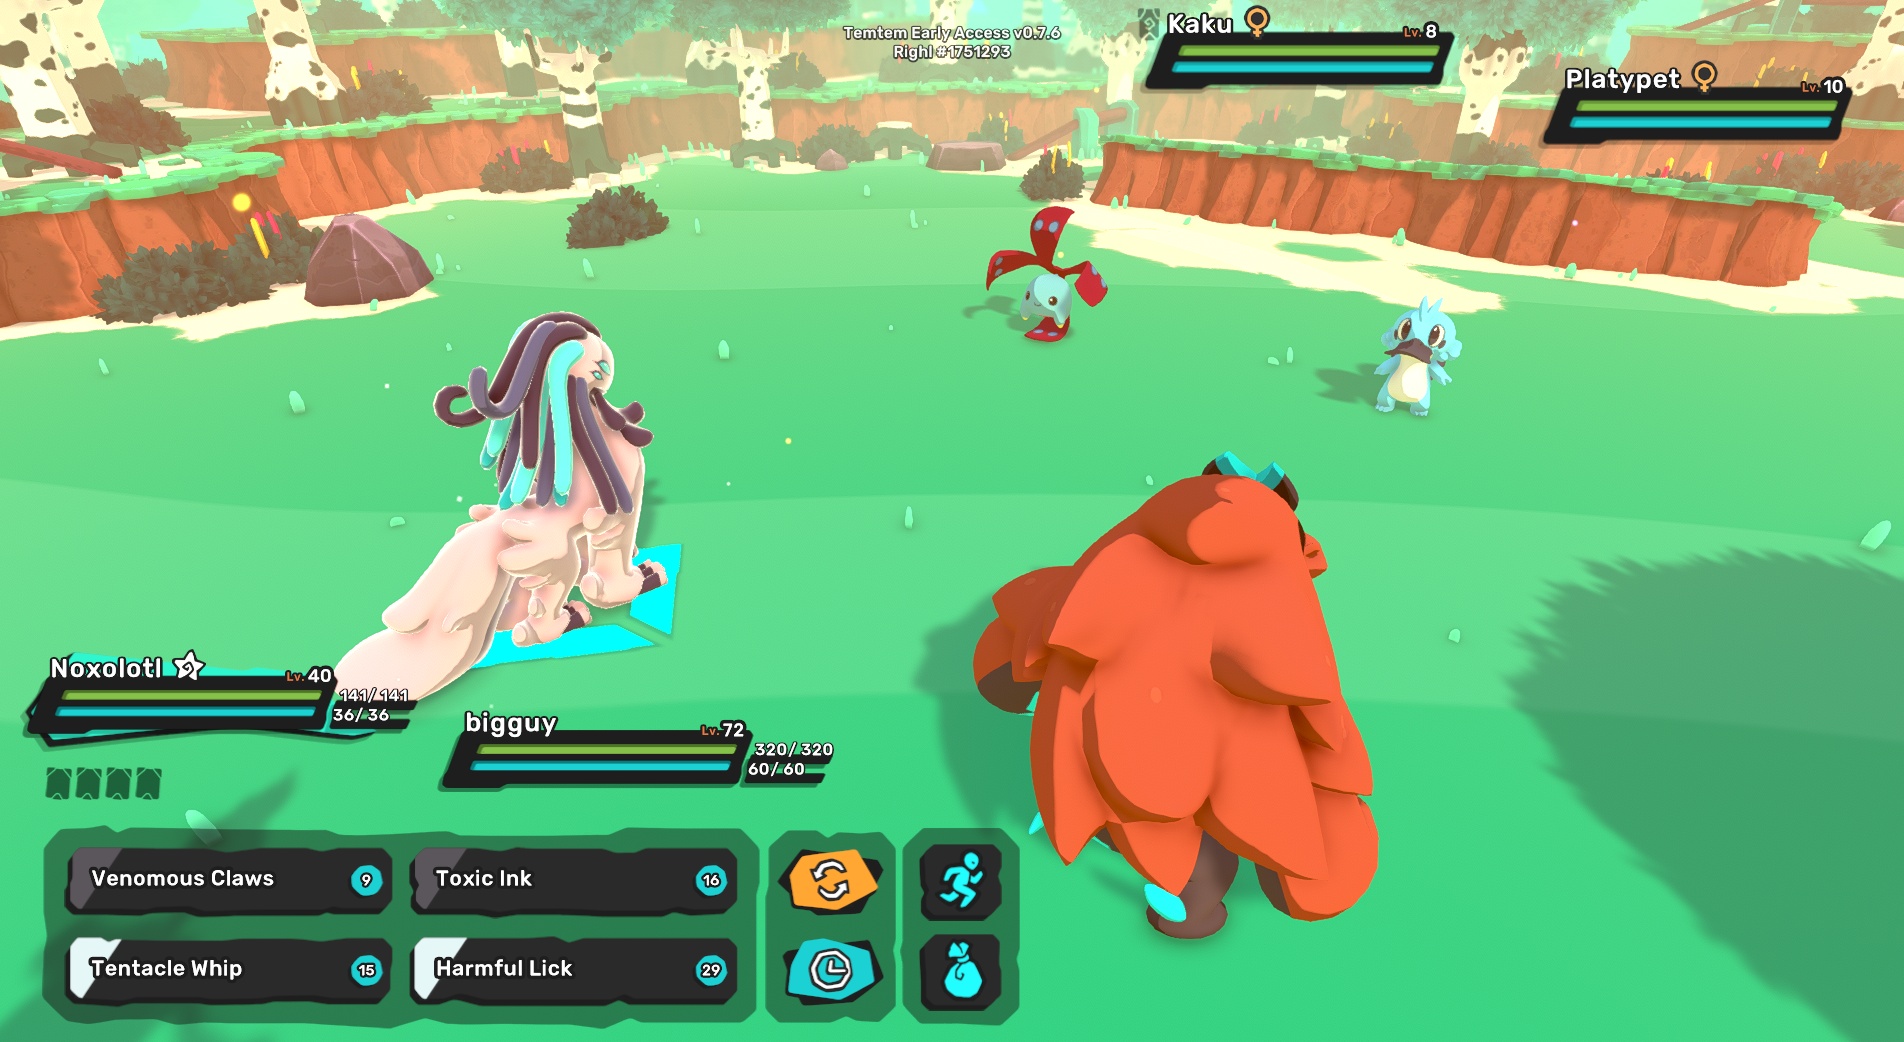 Temtem Early Access v0.7.6
Righl #1751293
Kaku
Lv. 8
Platypet
Lv. 10
Noxolotl
Lv. 40
141/141
36/36
bigguy
Lv. 72
320/320
60/60
Venomous Claws 9
Toxic Ink 16
Tentacle Whip 15
Harmful Lick 29